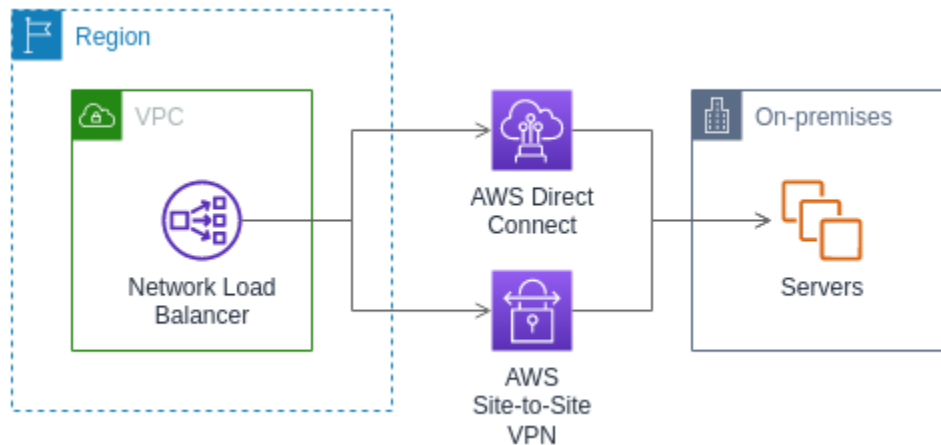 Region
VPC
On-premises
AWS Direct
Connect
Network Load
Balancer
Servers
AWS
Site-to-Site
VPN